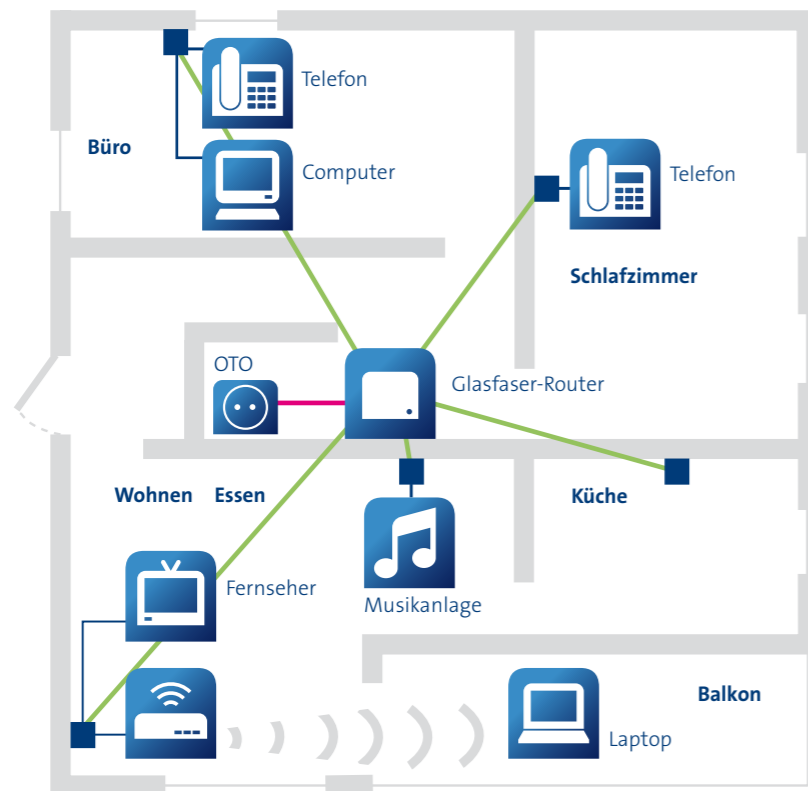 Telefon
Büro
Computer
Telefon
Schlafzimmer
OTO
Glasfaser-Router
Wohnen Essen
Küche
Fernseher
Musikanlage
Balkon
Laptop